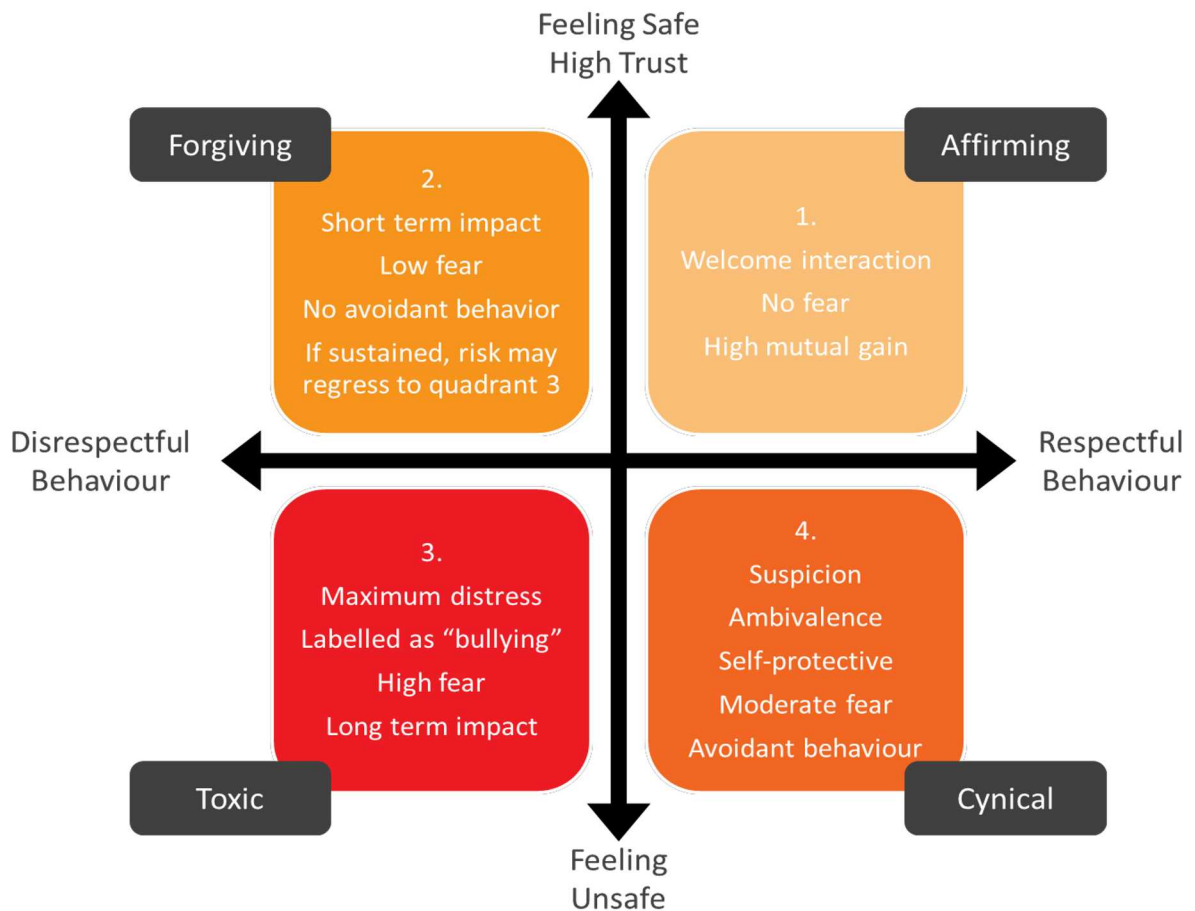 Feeling Safe
High Trust
Forgiving
Affirming
2.
Short term impact
Low fear
No avoidant behavior
If sustained, risk may
regress to quadrant 3
1.
Welcome interaction
No fear
High mutual gain
Disrespectful
Behaviour
Respectful
Behaviour
3.
Maximum distress
Labelled as “bullying”
High fear
Long term impact
4.
Suspicion
Ambivalence
Self-protective
Moderate fear
Avoidant behaviour
Toxic
Cynical
Feeling
Unsafe